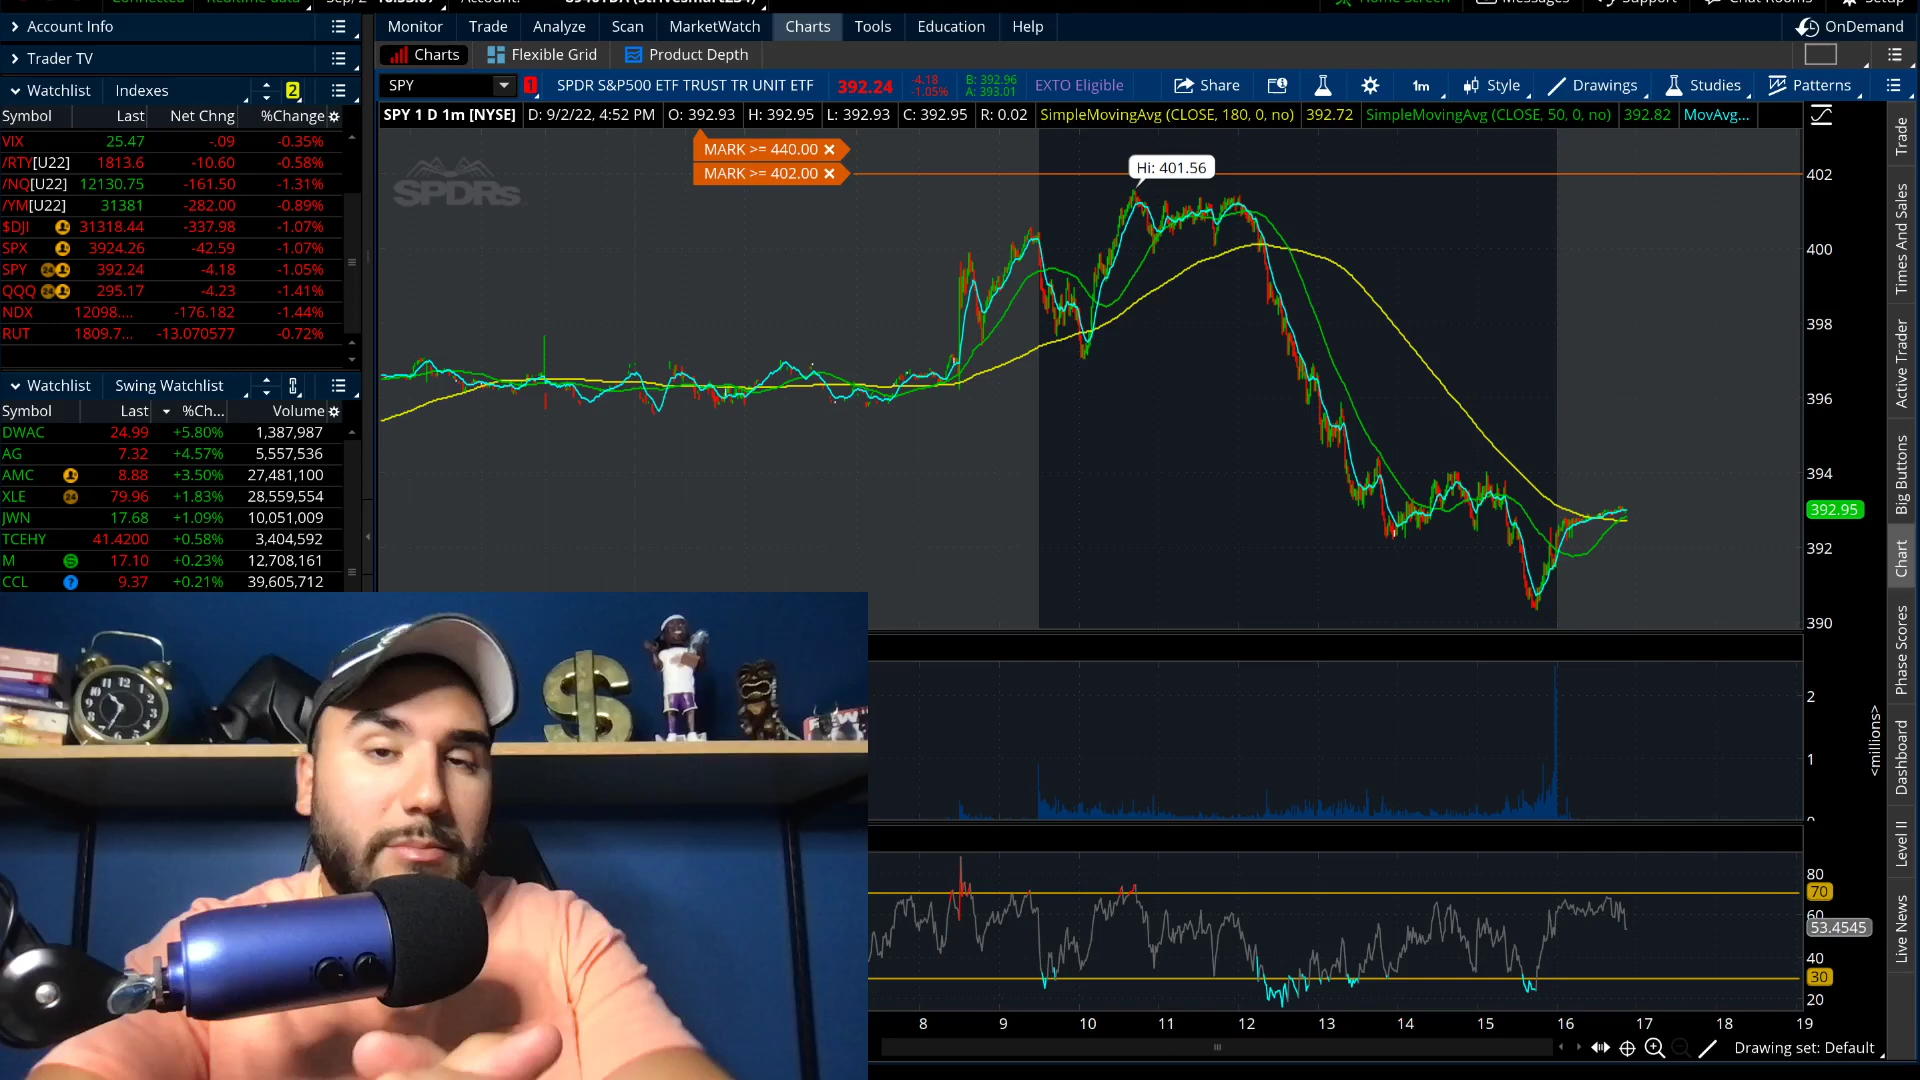 Account Info
Trader TV
Watchlist Indexes 2
Symbol Last Net Chng %Change
VIX 25.47 -.09 -0.35%
/RTY[U22] 1813.6 -10.60 -0.58%
/NQ[U22] 12130.75 -161.50 -1.31%
/YM[U22] 31381 -282.00 -0.89%
$DJI 31318.44 -337.98 -1.07%
SPX 3924.26 -42.59 -1.07%
SPY 24 392.24 -4.18 -1.05%
QQQ 24 295.17 -4.23 -1.41%
NDX 12098.... -176.182 -1.44%
RUT 1809.7... -13.070577 -0.72%
Watchlist Swing Watchlist
Symbol Last %Ch... Volume
DWAC 24.99 +5.80% 1,387,987
AG 7.32 +4.57% 5,557,536
AMC 8.88 +3.50% 27,481,100
XLE 24 79.96 +1.83% 28,559,554
JWN 17.68 +1.09% 10,051,009
TCEHY 41.4200 +0.58% 3,404,592
M 17.10 +0.23% 12,708,161
CCL ? 9.37 +0.21% 39,605,712
Monitor Trade Analyze Scan MarketWatch Charts Tools Education Help OnDemand
Charts Flexible Grid Product Depth
SPY 1 SPDR S&P500 ETF TRUST TR UNIT ETF 392.24 -4.18 B: 392.96 EXTO Eligible Share 1m Style Drawings Studies Patterns
-1.05% A: 393.01
SPY 1 D 1m [NYSE] D: 9/2/22, 4:52 PM O: 392.93 H: 392.95 L: 392.93 C: 392.95 R: 0.02 SimpleMovingAvg (CLOSE, 180, 0, no) 392.72 SimpleMovingAvg (CLOSE, 50, 0, no) 392.82 MovAvg...
MARK >= 440.00
MARK >= 402.00
SPDRs
Hi: 401.56
402
400
398
396
394
392.95
392
390
2
1
<millions>
80
70
60
53.4545
40
30
20
8 9 10 11 12 13 14 15 16 17 18 19
Drawing set: Default
Trade
Times And Sales
Active Trader
Big Buttons
Chart
Phase Scores
Dashboard
Level II
Live News